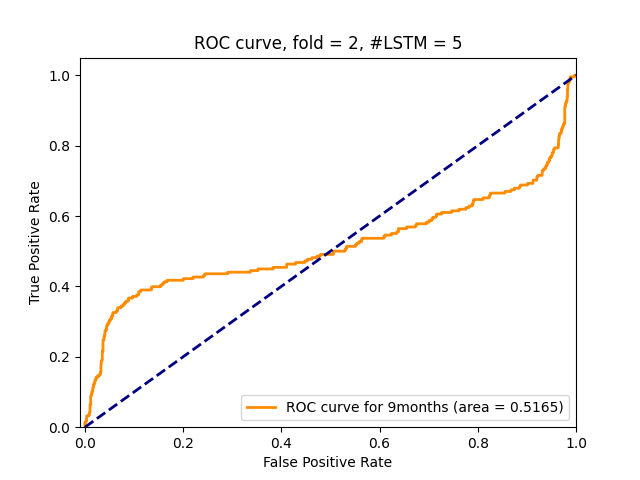 ROC curve, fold = 2, #LSTM = 5
1.0
0.8
0.6
0.4
0.2
0.0
True Positive Rate
ROC curve for 9months (area = 0.5165)
0.0 0.2 0.4 0.6 0.8 1.0
False Positive Rate